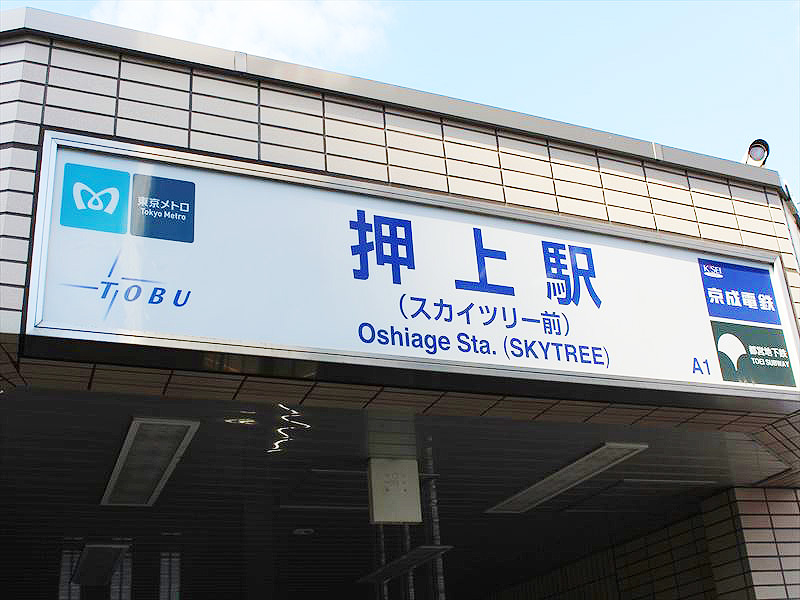 東京メトロ
Tokyo Metro
TOBU
押上駅
（スカイツリー前）
Oshiage Sta. (SKYTREE)
A1
KSEI
京成電鉄
都営地下鉄
TOEI SUBWAY